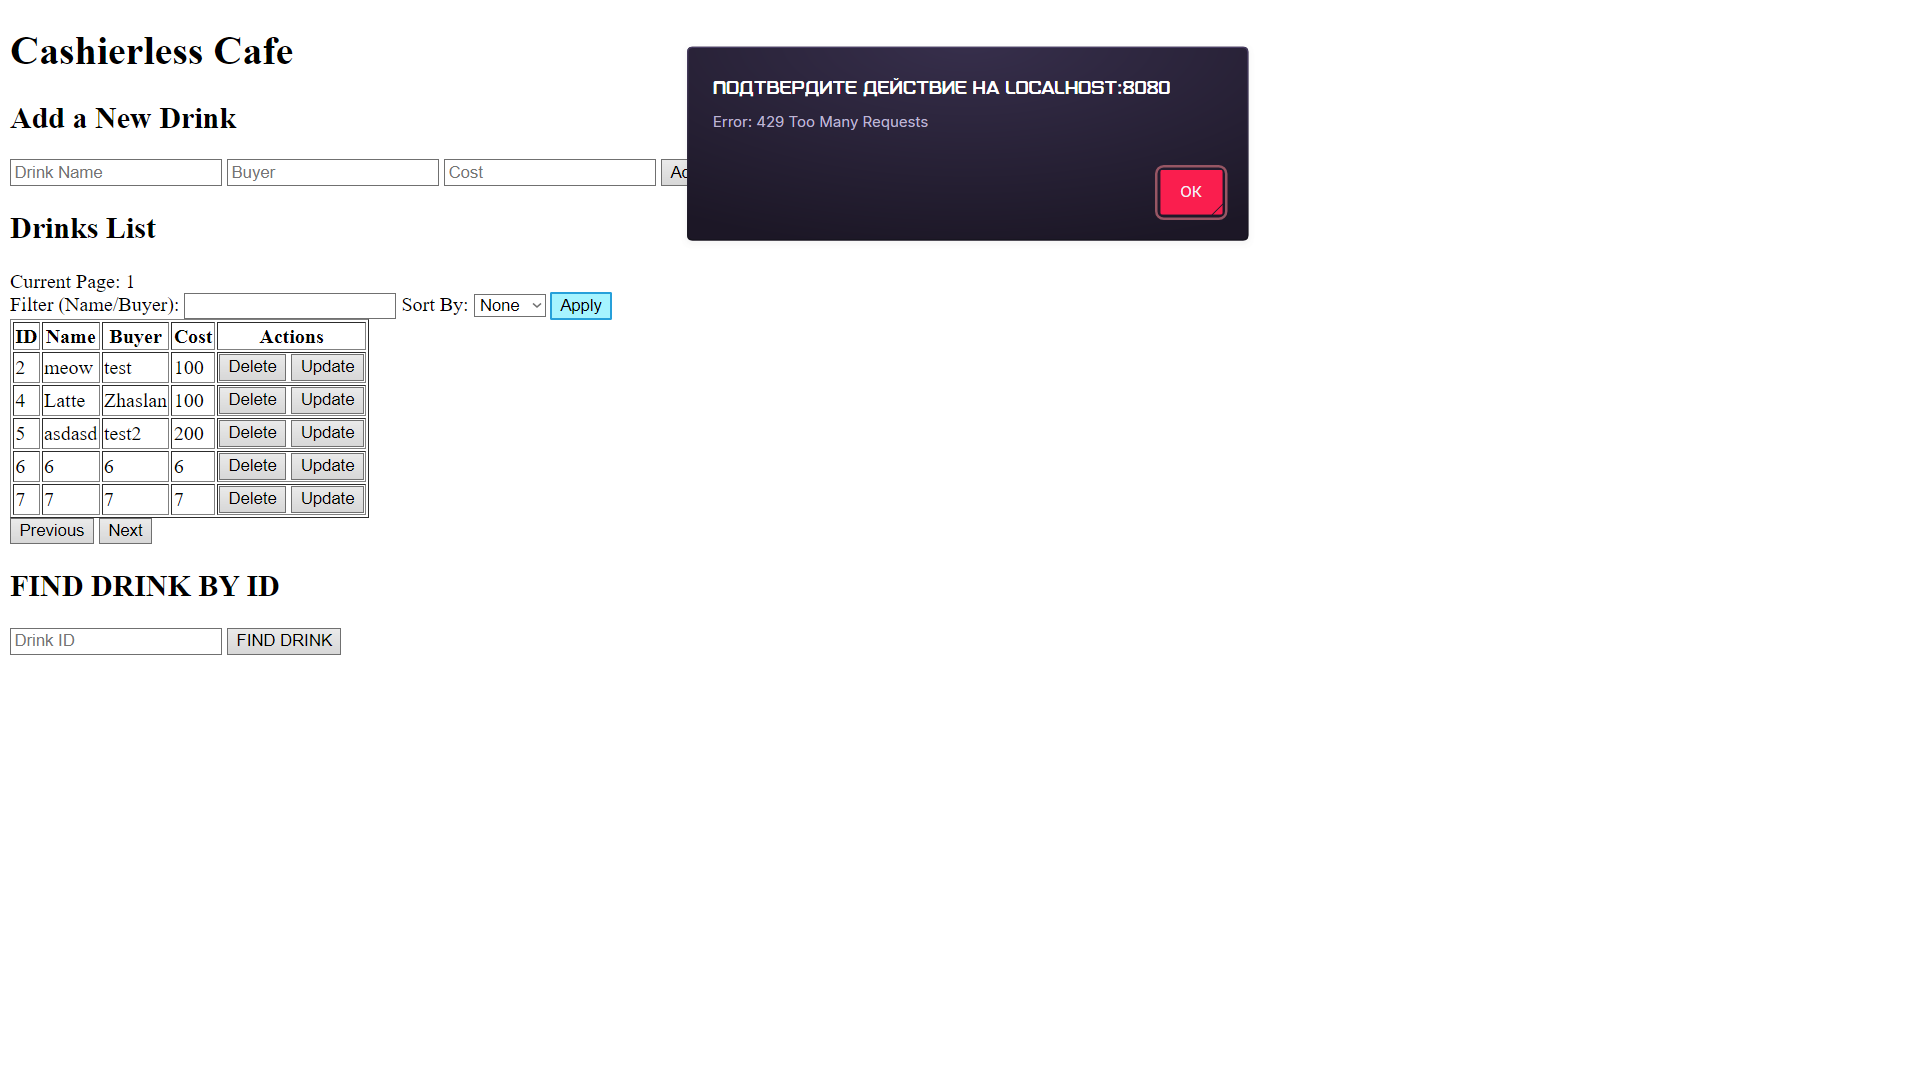 Cashierless Cafe
Add a New Drink
Drink Name Buyer Cost
Drinks List
Current Page: 1
Filter (Name/Buyer): Sort By: None Apply
ID Name Buyer Cost Actions
2 meow test 100 Delete Update
4 Latte Zhaslan 100 Delete Update
5 asdasd test2 200 Delete Update
6 6 6 6 Delete Update
7 7 7 7 Delete Update
Previous Next
FIND DRINK BY ID
Drink ID FIND DRINK
ПОДТВЕРДИТЕ ДЕЙСТВИЕ НА LOCALHOST:8080
Error: 429 Too Many Requests
OK